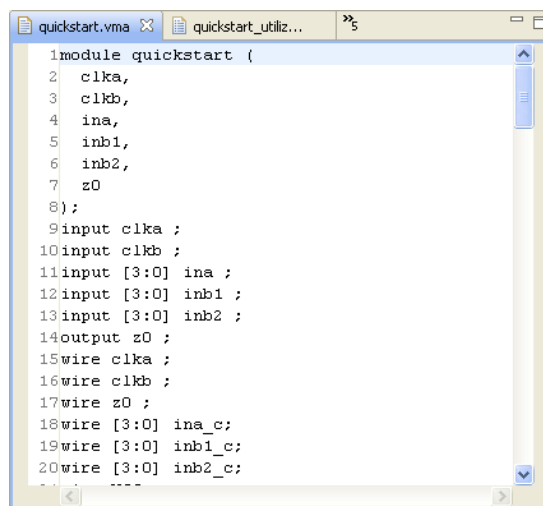 quickstart.vma quickstart_utiliz... »5
1module quickstart (
2 clka,
3 clkb,
4 ina,
5 inb1,
6 inb2,
7 z0
8);
9input clka ;
10input clkb ;
11input [3:0] ina ;
12input [3:0] inb1 ;
13input [3:0] inb2 ;
14output z0 ;
15wire clka ;
16wire clkb ;
17wire z0 ;
18wire [3:0] ina_c;
19wire [3:0] inb1_c;
20wire [3:0] inb2_c;